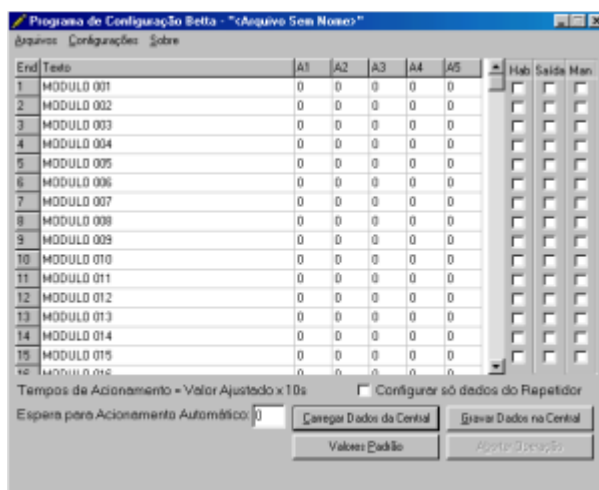 Programa de Configuração Betta - "<Arquivo Sem Nome>"
Arquivos Configurações Sobre
End Texto A1 A2 A3 A4 A5 Hab Saída Man
1 MODULO 001 0 0 0 0 0
2 MODULO 002 0 0 0 0 0
3 MODULO 003 0 0 0 0 0
4 MODULO 004 0 0 0 0 0
5 MODULO 005 0 0 0 0 0
6 MODULO 006 0 0 0 0 0
7 MODULO 007 0 0 0 0 0
8 MODULO 008 0 0 0 0 0
9 MODULO 009 0 0 0 0 0
10 MODULO 010 0 0 0 0 0
11 MODULO 011 0 0 0 0 0
12 MODULO 012 0 0 0 0 0
13 MODULO 013 0 0 0 0 0
14 MODULO 014 0 0 0 0 0
15 MODULO 015 0 0 0 0 0
16 MODULO 016 0 0 0 0 0
Tempos de Acionamento = Valor Ajustado x 10s Configurar só dados do Repetidor
Espera para Acionamento Automático: 0 Carregar Dados da Central Gravar Dados na Central
Valores Padrão Abortar Operação